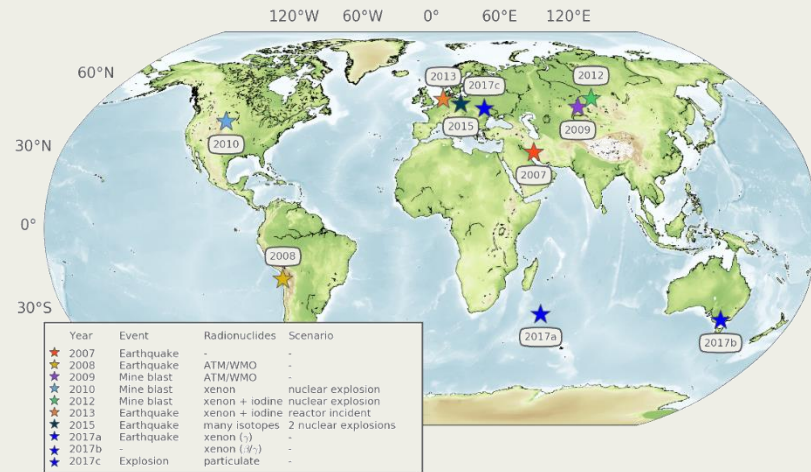 120°W 60°W 0° 60°E 120°E
60°N
30°N
0°
30°S
2013
2017c
2012
2015
2009
2010
2007
2008
2017a
2017b
Year Event Radionuclides Scenario
2007 Earthquake - -
2008 Earthquake ATM/WMO -
2009 Mine blast ATM/WMO -
2010 Mine blast xenon nuclear explosion
2012 Mine blast xenon + iodine nuclear explosion
2013 Earthquake xenon + iodine reactor incident
2015 Earthquake many isotopes 2 nuclear explosions
2017a Earthquake xenon (γ) -
2017b - xenon (β/γ) -
2017c Explosion particulate -